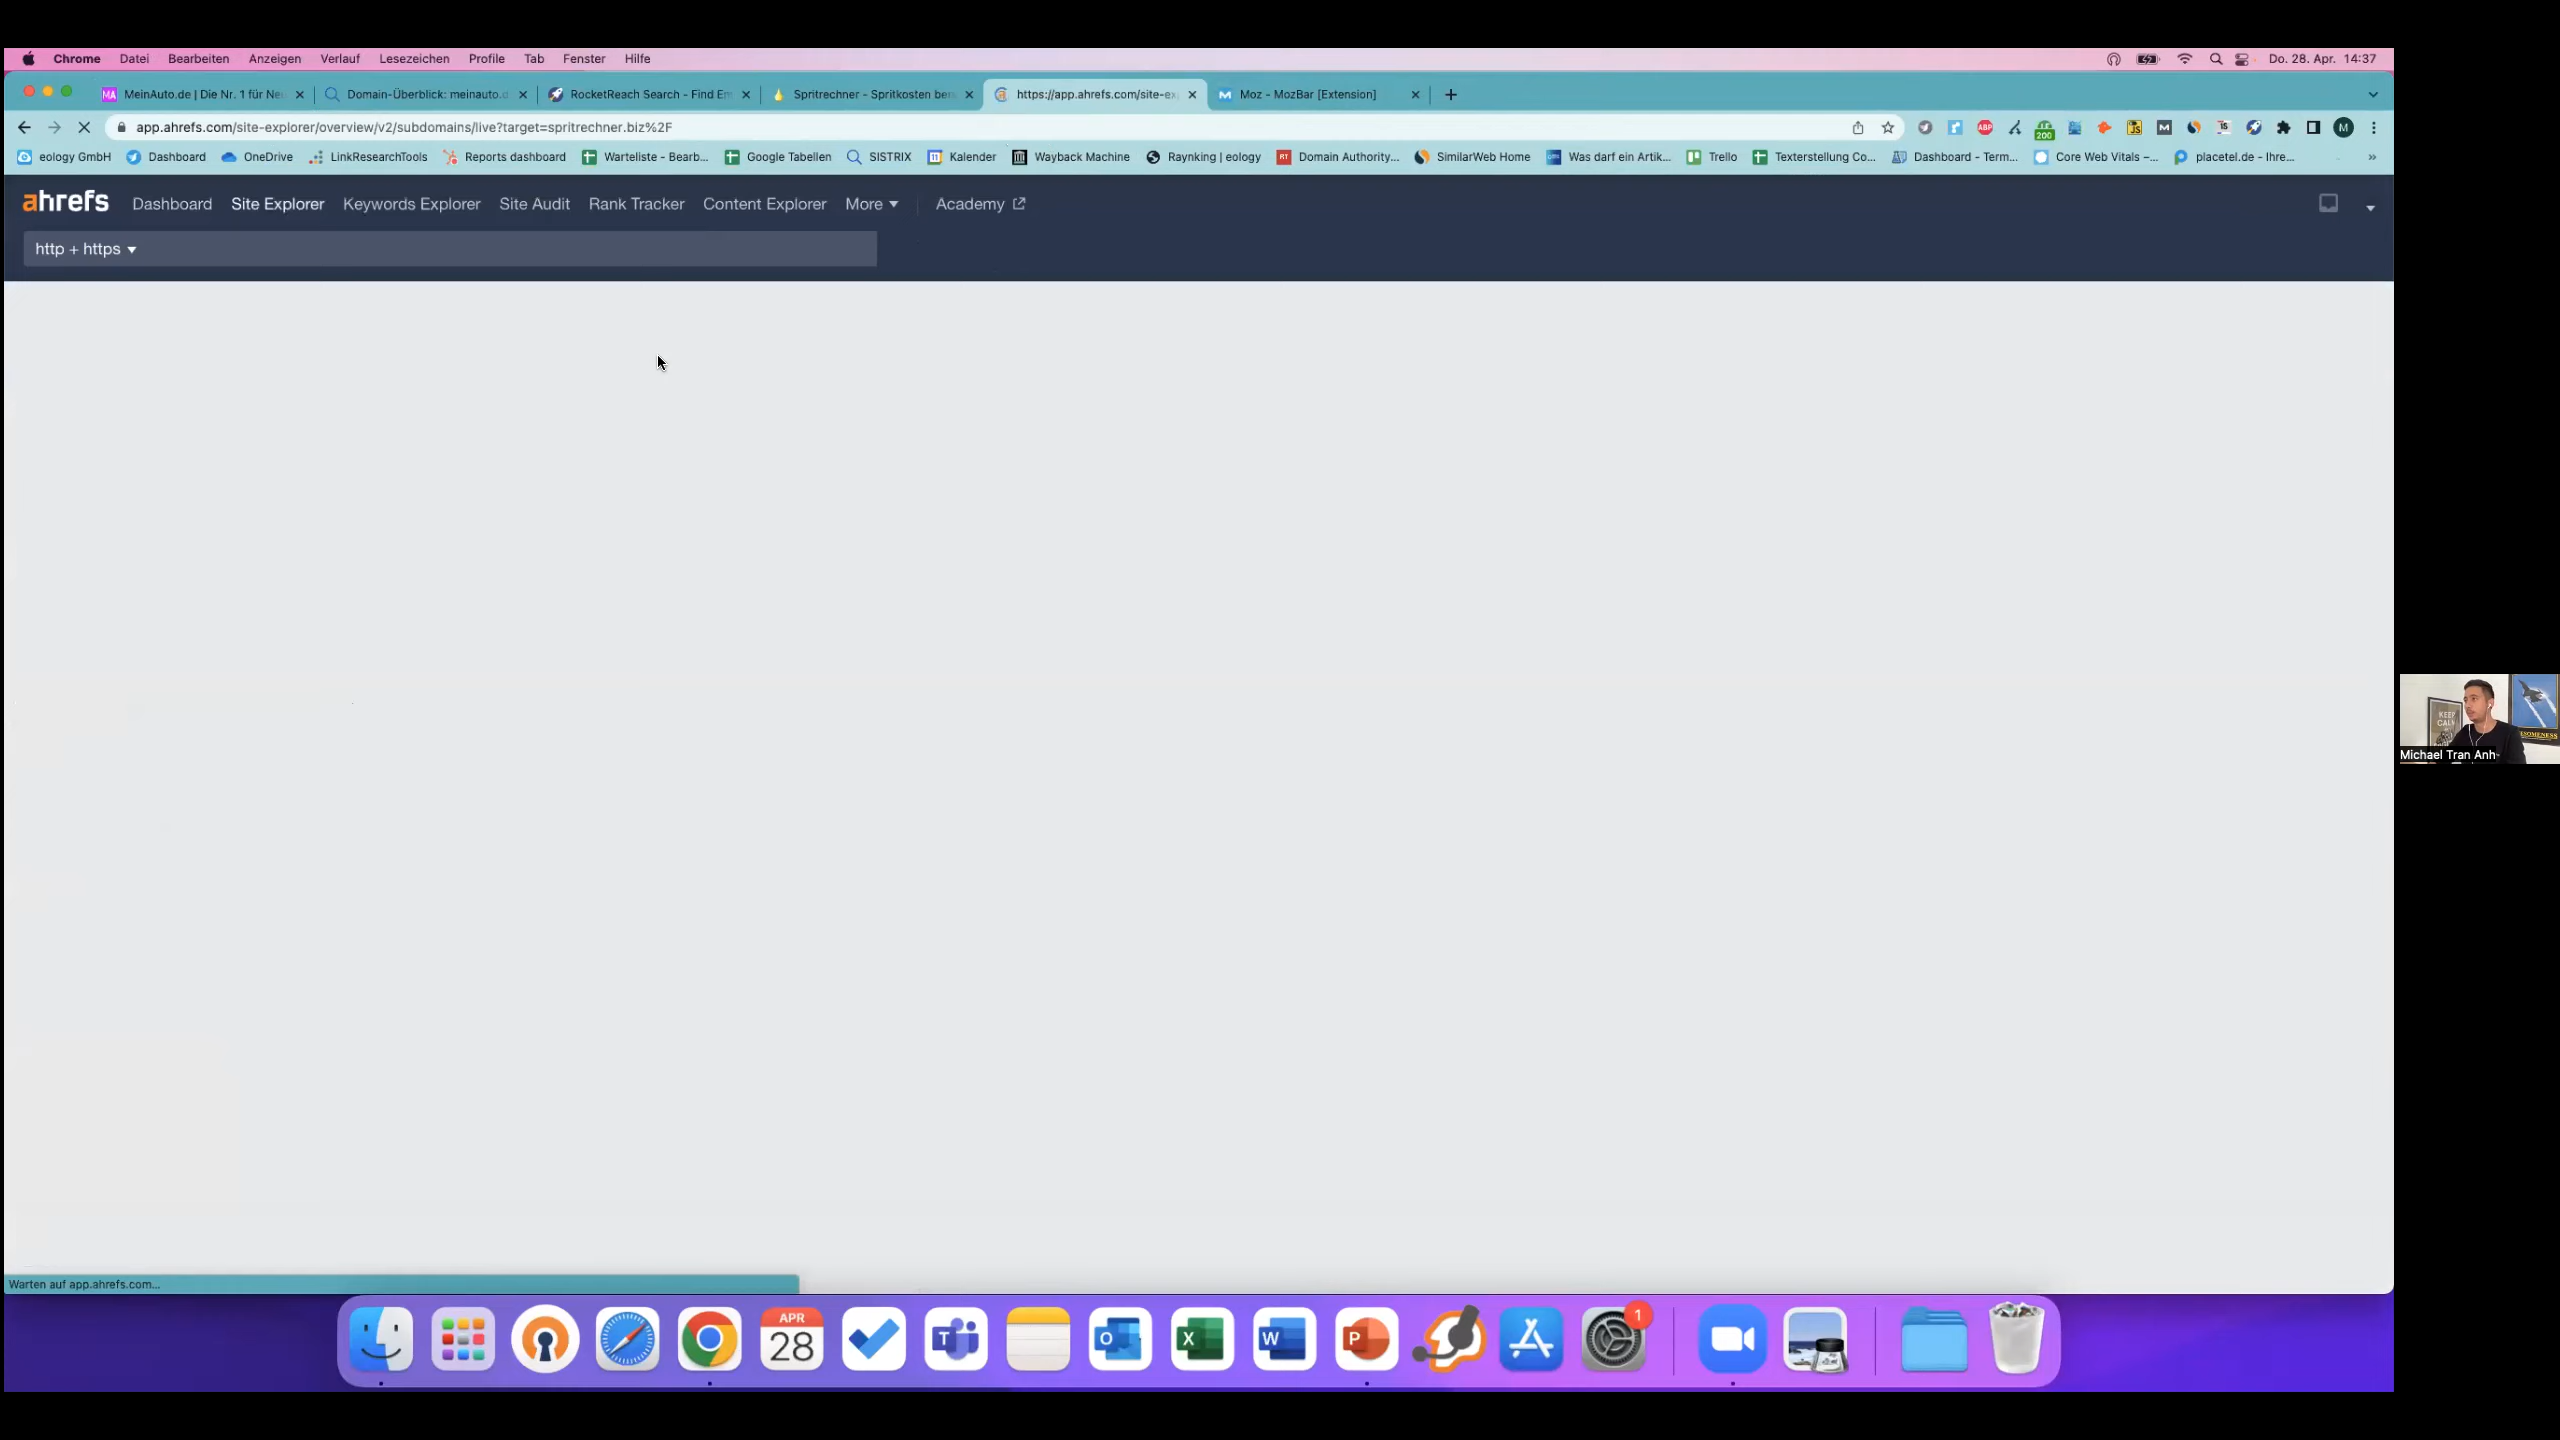 Chrome Datei Bearbeiten Anzeigen Verlauf Lesezeichen Profile Tab Fenster Hilfe Do. 28. Apr. 14:37
MA MeinAuto.de | Die Nr. 1 für Ne Domain-Überblick: meinauto.d RocketReach Search - Find Em Spritrechner - Spritkosten ber https://app.ahrefs.com/site-ex Moz - MozBar [Extension]
app.ahrefs.com/site-explorer/overview/v2/subdomains/live?target=spritrechner.biz%2F ABP 200 M
eology GmbH Dashboard OneDrive LinkResearchTools Reports dashboard Warteliste - Bearb... Google Tabellen SISTRIX Kalender Wayback Machine Raynking | eology Domain Authority... SimilarWeb Home Was darf ein Artik... Trello Texterstellung Co... Dashboard - Term... Core Web Vitals –... placetel.de - Ihre... »
ahrefs Dashboard Site Explorer Keywords Explorer Site Audit Rank Tracker Content Explorer More Academy
http + https
KEEP
CALM
Michael Tran Anh
Warten auf app.ahrefs.com...
APR
28
1